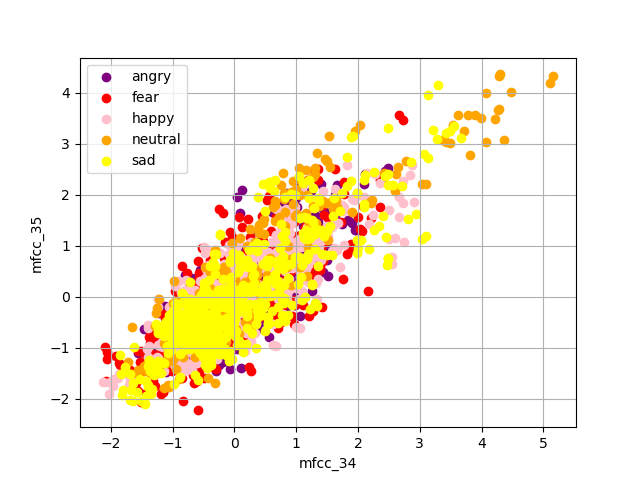 angry
fear
happy
neutral
sad
4
3
2
1
0
−1
−2
mfcc_35
−2 −1 0 1 2 3 4 5
mfcc_34